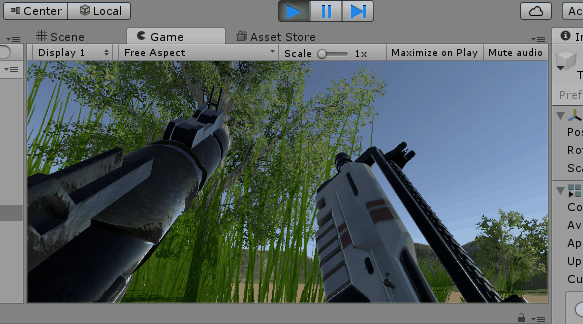 Center Local Ac
Scene Game Asset Store In
Display 1 Free Aspect Scale 1x Maximize on Play Mute audio
T
Pref
Pos
Rot
Sca
Co
Av
Ap
Up
Cu